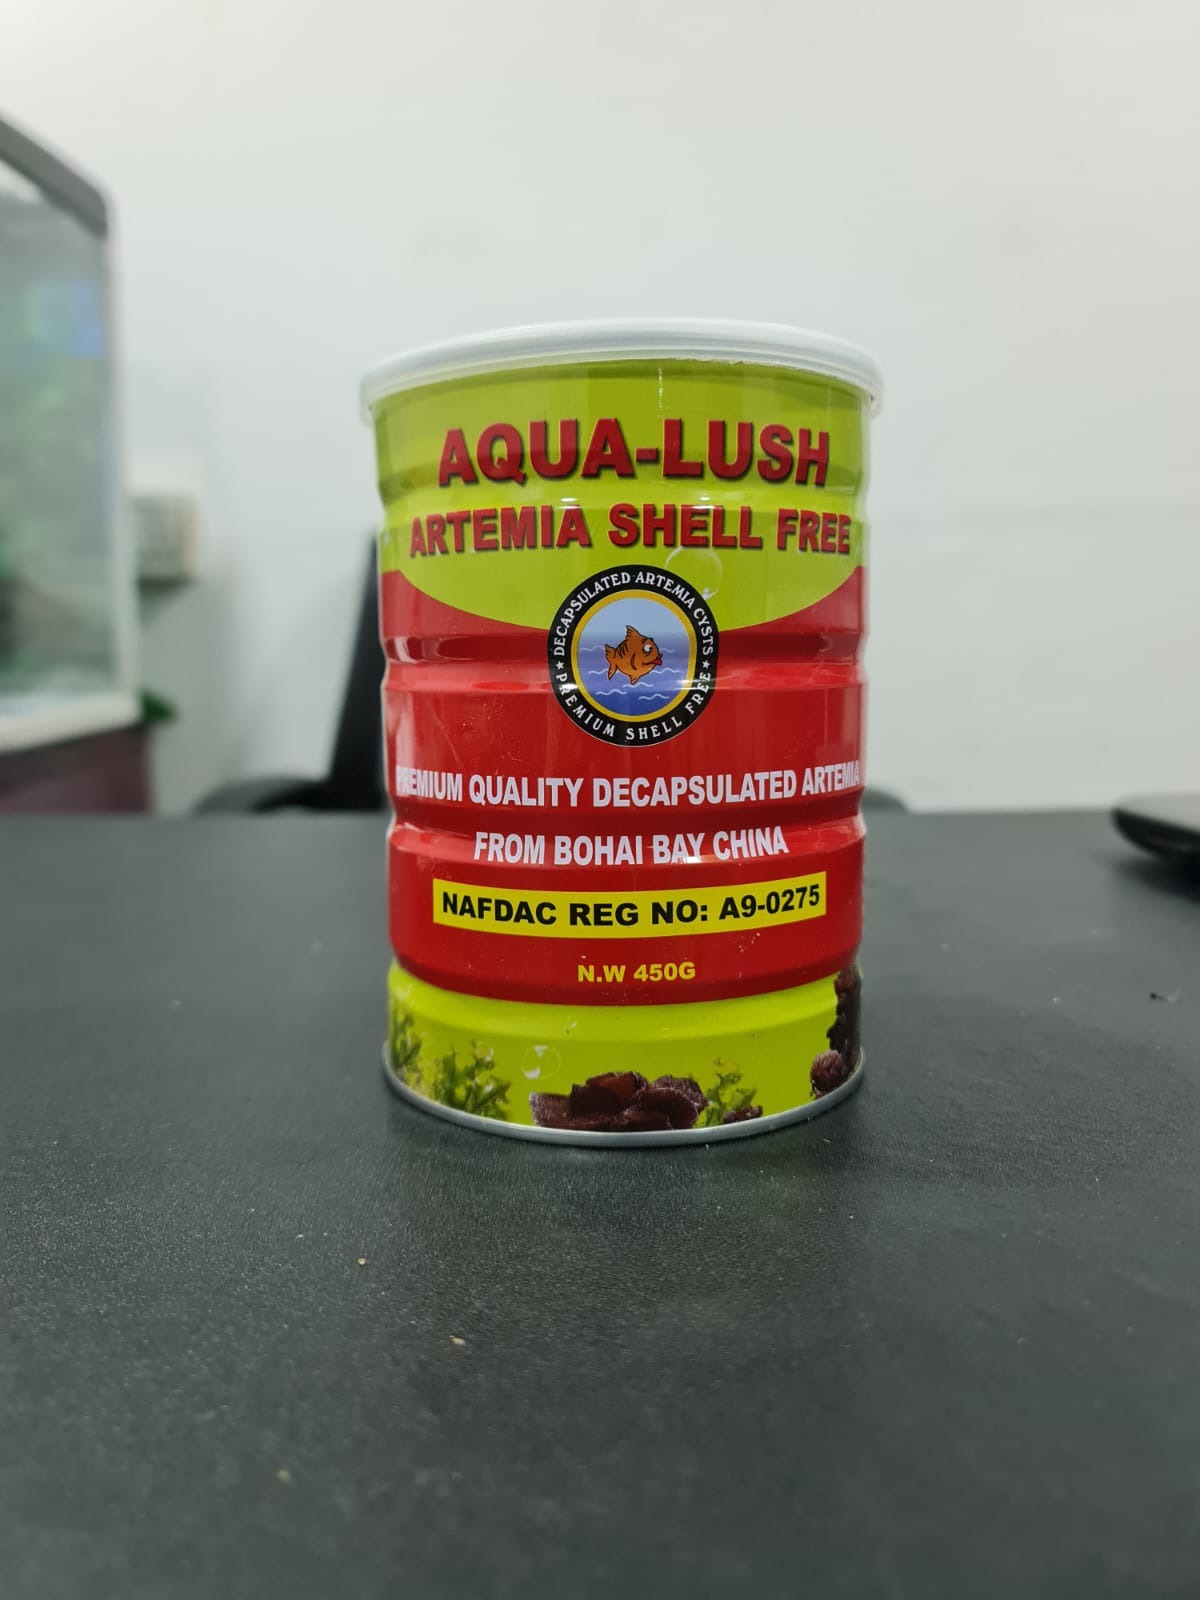 AQUA-LUSH
ARTEMIA SHELL FREE
DECAPSULATED ARTEMIA CYSTS
★ PREMIUM SHELL FREE ★
PREMIUM QUALITY DECAPSULATED ARTEMIA
FROM BOHAI BAY CHINA
NAFDAC REG NO: A9-0275
N.W 450G